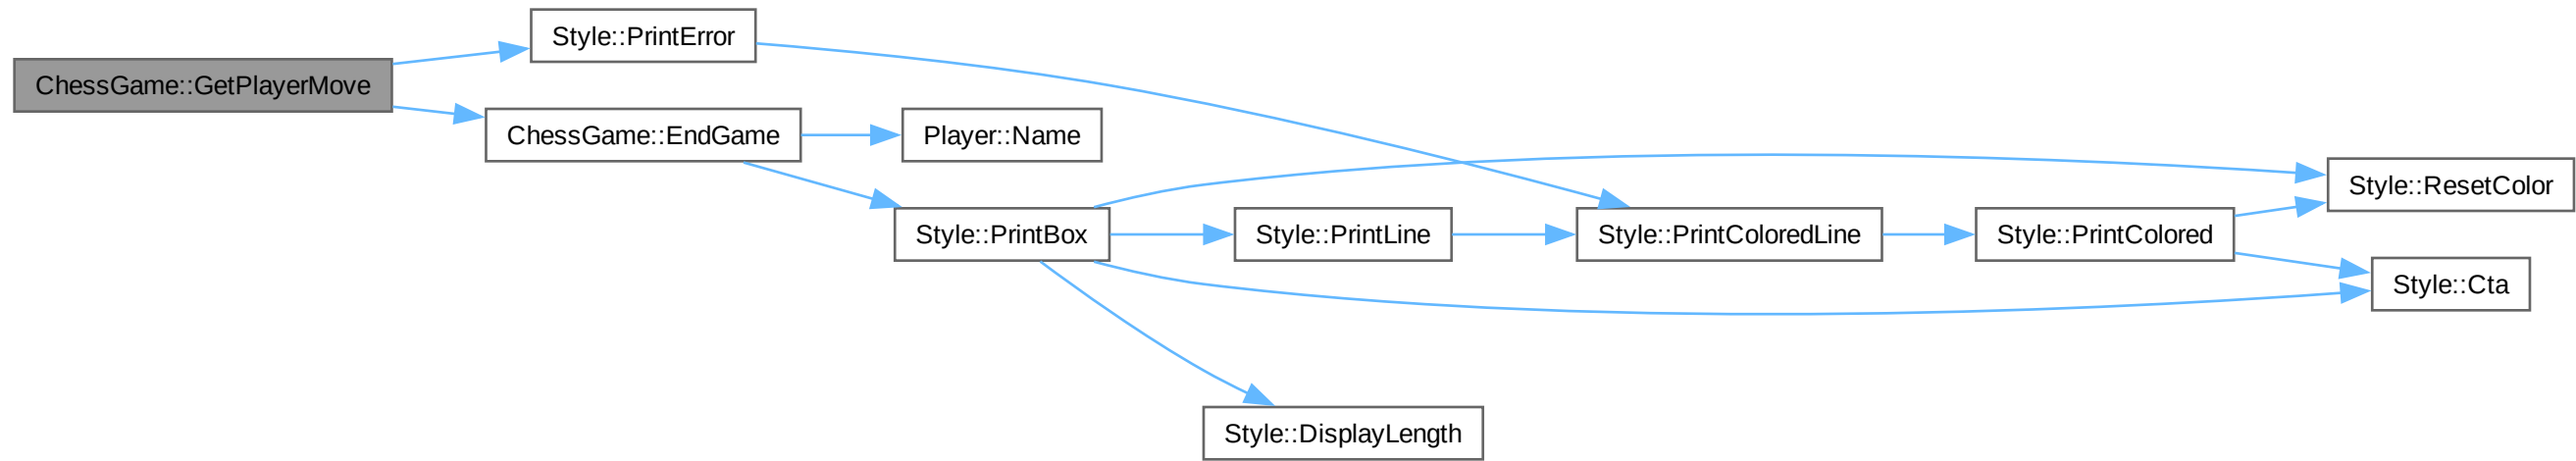 ChessGame::GetPlayerMove
Style::PrintError
ChessGame::EndGame
Player::Name
Style::PrintBox
Style::PrintLine
Style::PrintColoredLine
Style::PrintColored
Style::ResetColor
Style::Cta
Style::DisplayLength